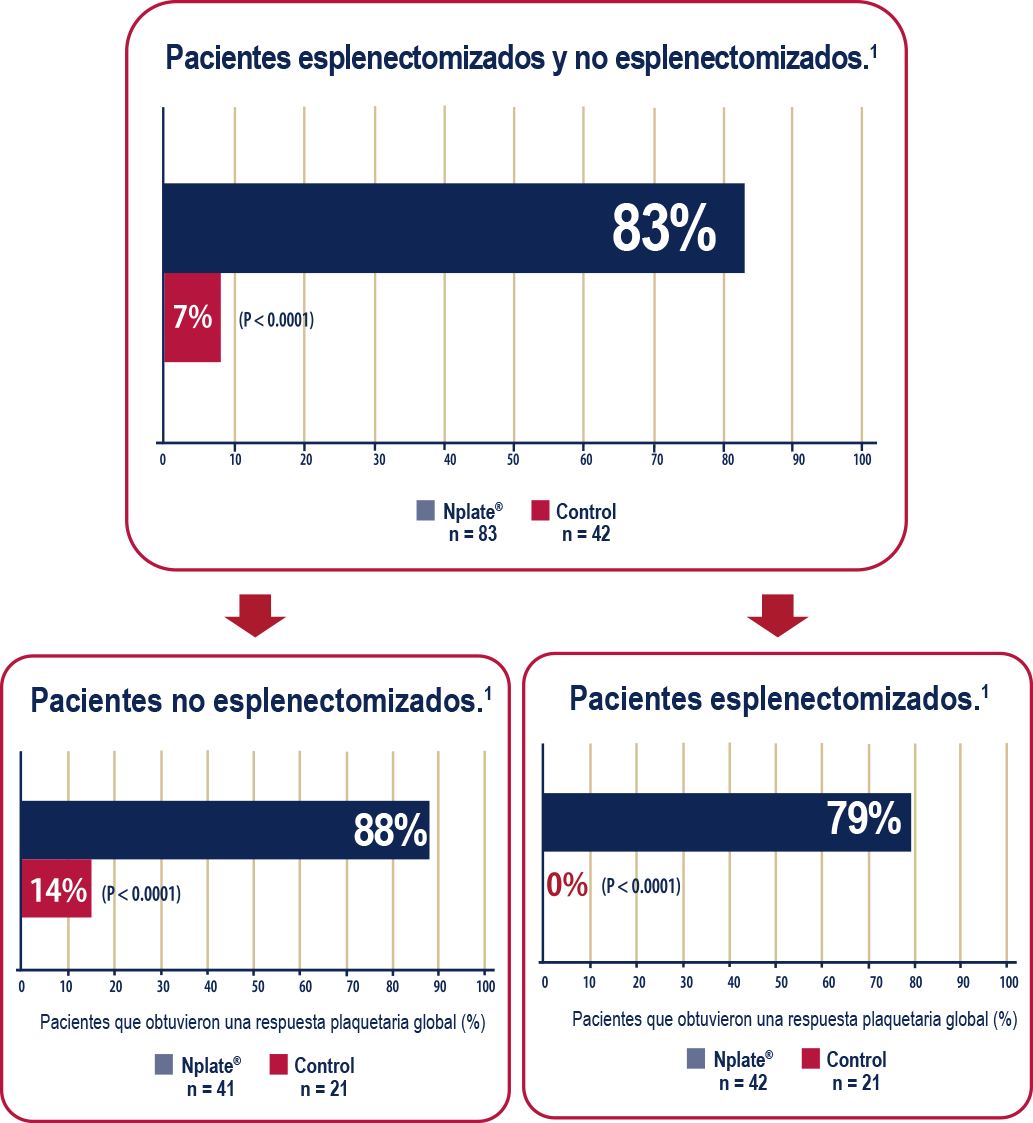 Pacientes esplenectomizados y no esplenectomizados.¹
83%
7% (P < 0.0001)
0 10 20 30 40 50 60 70 80 90 100
Nplate® Control
n = 83 n = 42
Pacientes no esplenectomizados.¹
88%
14% (P < 0.0001)
0 10 20 30 40 50 60 70 80 90 100
Pacientes que obtuvieron una respuesta plaquetaria global (%)
Nplate® Control
n = 41 n = 21
Pacientes esplenectomizados.¹
79%
0% (P < 0.0001)
0 10 20 30 40 50 60 70 80 90 100
Pacientes que obtuvieron una respuesta plaquetaria global (%)
Nplate® Control
n = 42 n = 21